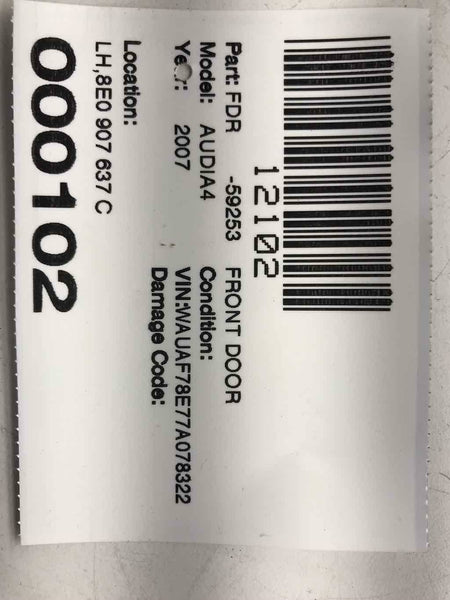 12102
Part: FDR -59253 FRONT DOOR
Model: AUDIA4 Condition:
Year: 2007 VIN:WAUAF78E77A078322
Damage Code:
Location:
LH,8E0 907 637 C
000102